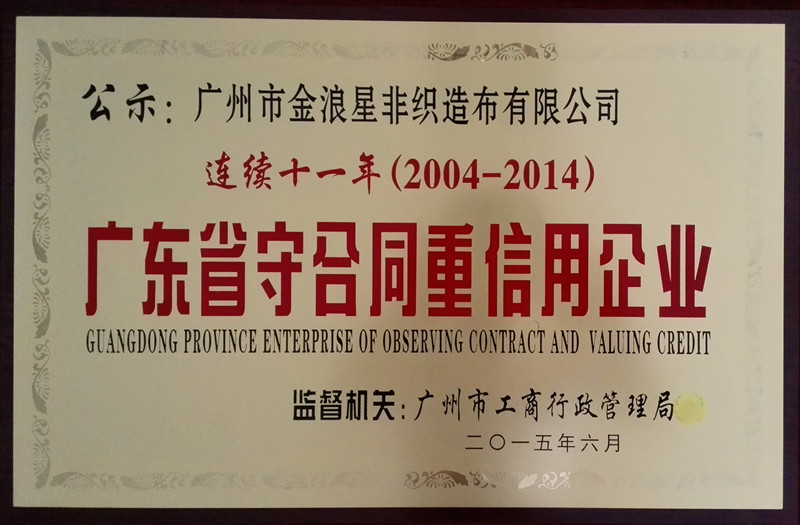 公示：广州市金浪星非织造布有限公司
连续十一年(2004-2014)
广东省守合同重信用企业
GUANGDONG PROVINCE ENTERPRISE OF OBSERVING CONTRACT AND VALUING CREDIT
监督机关：广州市工商行政管理局
二〇一五年六月